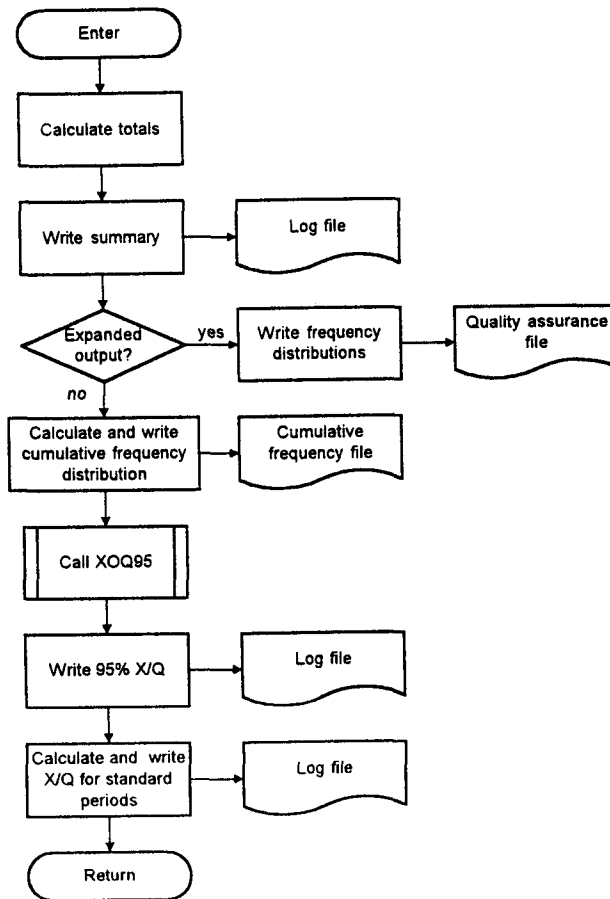 Enter
Calculate totals
Write summary
Log file
Expanded
output?
yes
Write frequency
distributions
Quality assurance
file
no
Calculate and write
cumulative frequency
distribution
Cumulative
frequency file
Call XOQ95
Write 95% X/Q
Log file
Calculate and write
X/Q for standard
periods
Log file
Return